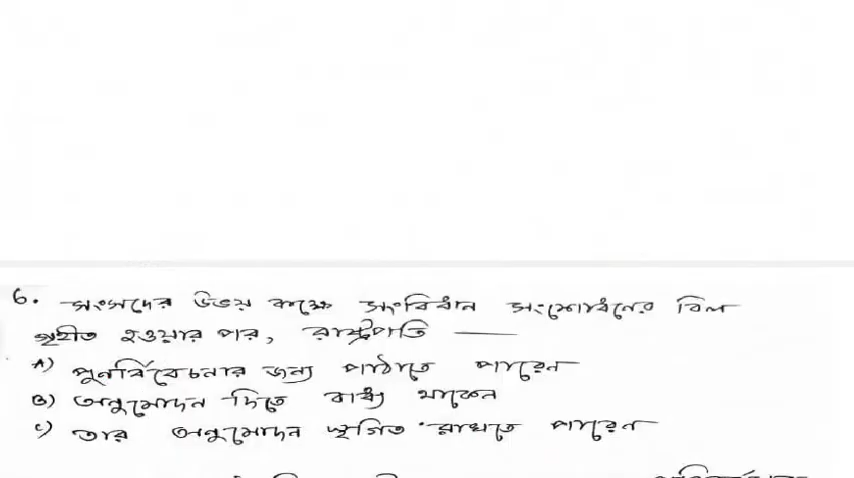 6. সংসদের উভয় কক্ষে সংবিধান সংশোধনের বিল
গৃহীত হওয়ার পর, রাষ্ট্রপতি ———
A) পুনর্বিবেচনার জন্য পাঠাতে পারেন
B) অনুমোদন দিতে বাধ্য থাকেন
C) তার অনুমোদন স্থগিত রাখতে পারেন